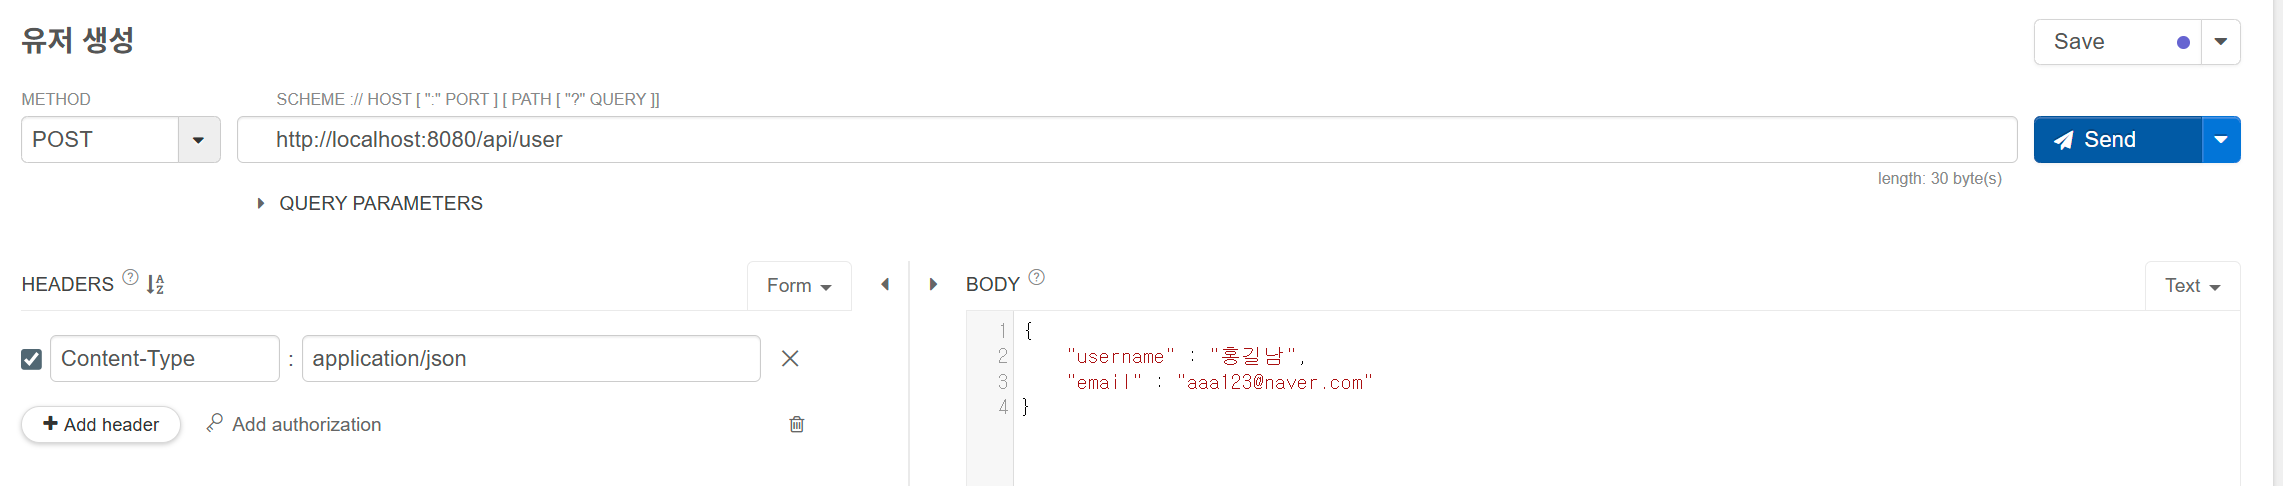 유저 생성
Save
METHOD
SCHEME :// HOST [ ":" PORT ] [ PATH [ "?" QUERY ]]
POST
http://localhost:8080/api/user
Send
length: 30 byte(s)
QUERY PARAMETERS
HEADERS ? A Z
Form
BODY ?
Text
Content-Type : application/json
Add header
Add authorization
1 {
2 "username" : "홍길남",
3 "email" : "aaa123@naver.com"
4 }